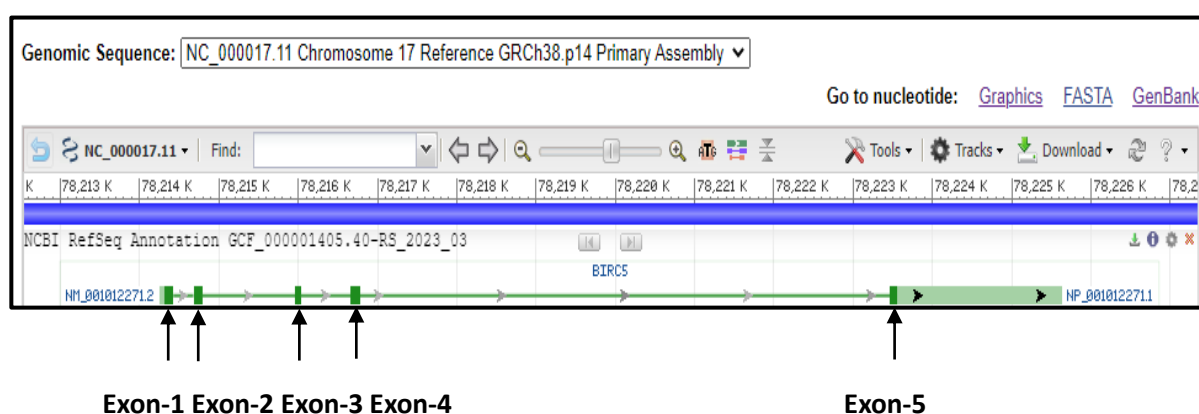 Genomic Sequence: NC_000017.11 Chromosome 17 Reference GRCh38.p14 Primary Assembly
Go to nucleotide: Graphics FASTA GenBank
NC_000017.11 Find: Tools Tracks Download ?
K 78,213 K 78,214 K 78,215 K 78,216 K 78,217 K 78,218 K 78,219 K 78,220 K 78,221 K 78,222 K 78,223 K 78,224 K 78,225 K 78,226 K 78,2
NCBI RefSeq Annotation GCF_000001405.40-RS_2023_03
BIRC5
NM_001012271.2 NP_001012271.1
Exon-1 Exon-2 Exon-3 Exon-4 Exon-5